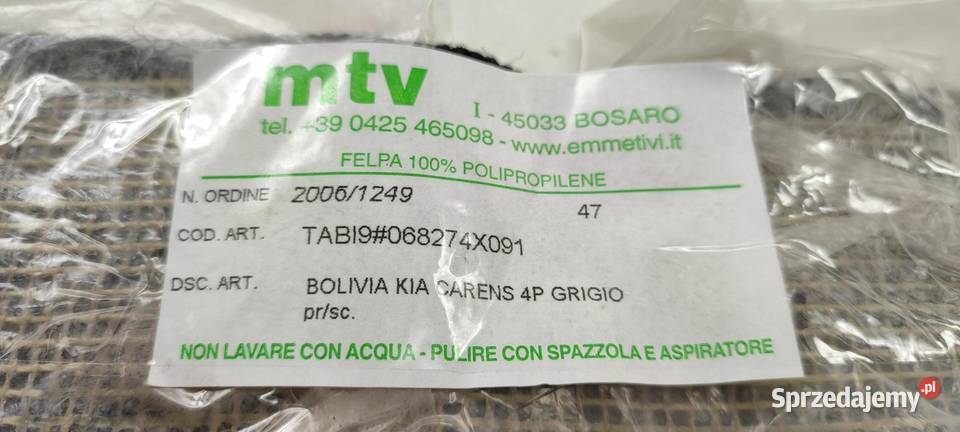 mtv
I - 45033 BOSARO
tel. +39 0425 465098 - www.emmetivi.it
FELPA 100% POLIPROPILENE
N. ORDINE 2006/1249
47
COD. ART. TABI9#068274X091
DSC. ART. BOLIVIA KIA CARENS 4P GRIGIO
pr/sc.
NON LAVARE CON ACQUA - PULIRE CON SPAZZOLA E ASPIRATORE
Sprzedajemy.pl